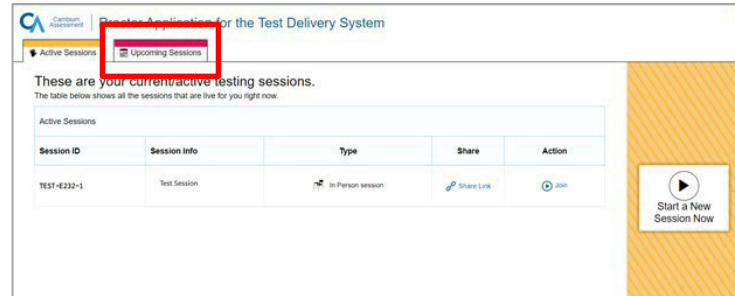 CA Cambium Assessment Proctor Application for the Test Delivery System
Active Sessions Upcoming Sessions
These are your current/active testing sessions.
The table below shows all the sessions that are live for you right now.
Active Sessions
Session ID Session Info Type Share Action
TEST-E232-1 Test Session In Person session Share Link Join
Start a New
Session Now